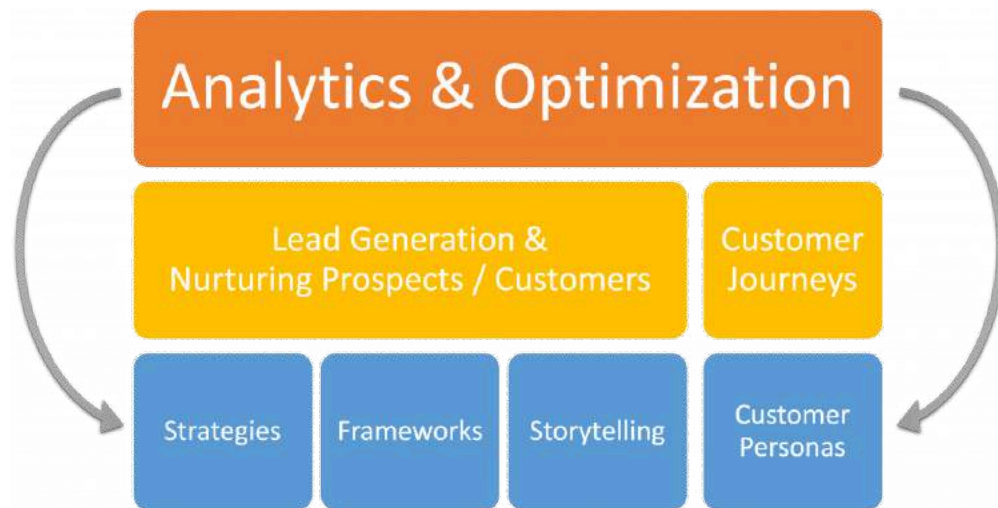 Analytics & Optimization
Lead Generation &
Nurturing Prospects / Customers
Customer
Journeys
Strategies
Frameworks
Storytelling
Customer
Personas